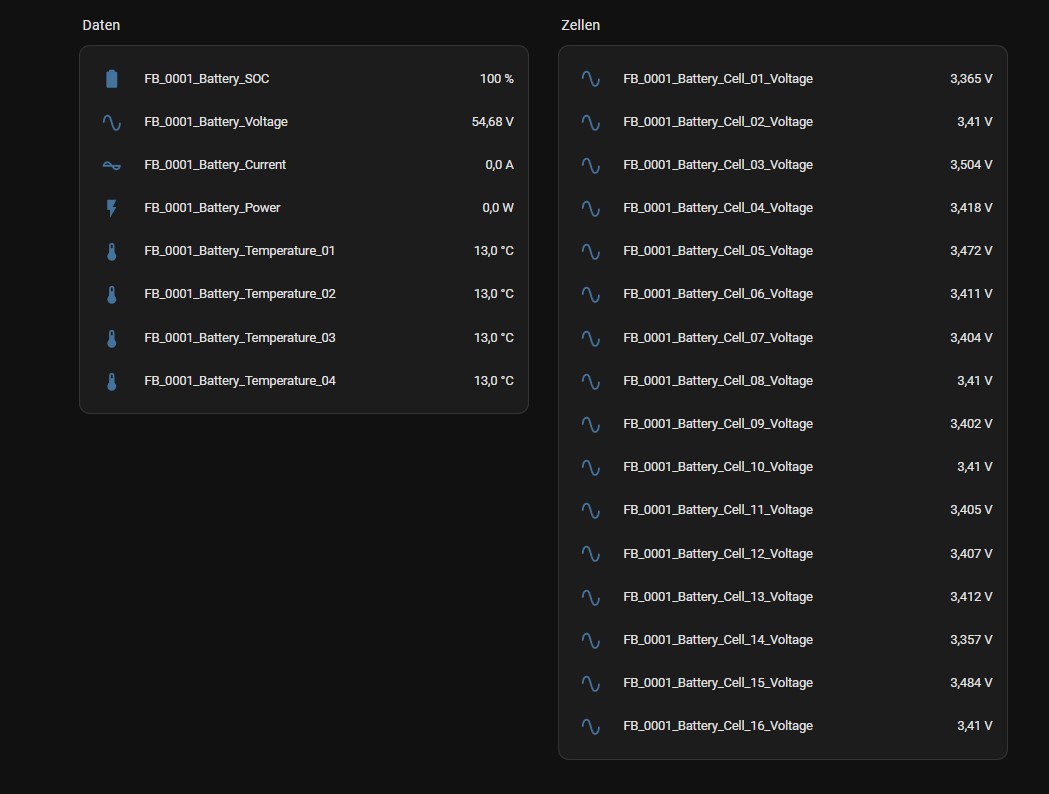 Daten
FB_0001_Battery_SOC 100 %
FB_0001_Battery_Voltage 54,68 V
FB_0001_Battery_Current 0,0 A
FB_0001_Battery_Power 0,0 W
FB_0001_Battery_Temperature_01 13,0 °C
FB_0001_Battery_Temperature_02 13,0 °C
FB_0001_Battery_Temperature_03 13,0 °C
FB_0001_Battery_Temperature_04 13,0 °C
Zellen
FB_0001_Battery_Cell_01_Voltage 3,365 V
FB_0001_Battery_Cell_02_Voltage 3,41 V
FB_0001_Battery_Cell_03_Voltage 3,504 V
FB_0001_Battery_Cell_04_Voltage 3,418 V
FB_0001_Battery_Cell_05_Voltage 3,472 V
FB_0001_Battery_Cell_06_Voltage 3,411 V
FB_0001_Battery_Cell_07_Voltage 3,404 V
FB_0001_Battery_Cell_08_Voltage 3,41 V
FB_0001_Battery_Cell_09_Voltage 3,402 V
FB_0001_Battery_Cell_10_Voltage 3,41 V
FB_0001_Battery_Cell_11_Voltage 3,405 V
FB_0001_Battery_Cell_12_Voltage 3,407 V
FB_0001_Battery_Cell_13_Voltage 3,412 V
FB_0001_Battery_Cell_14_Voltage 3,357 V
FB_0001_Battery_Cell_15_Voltage 3,484 V
FB_0001_Battery_Cell_16_Voltage 3,41 V